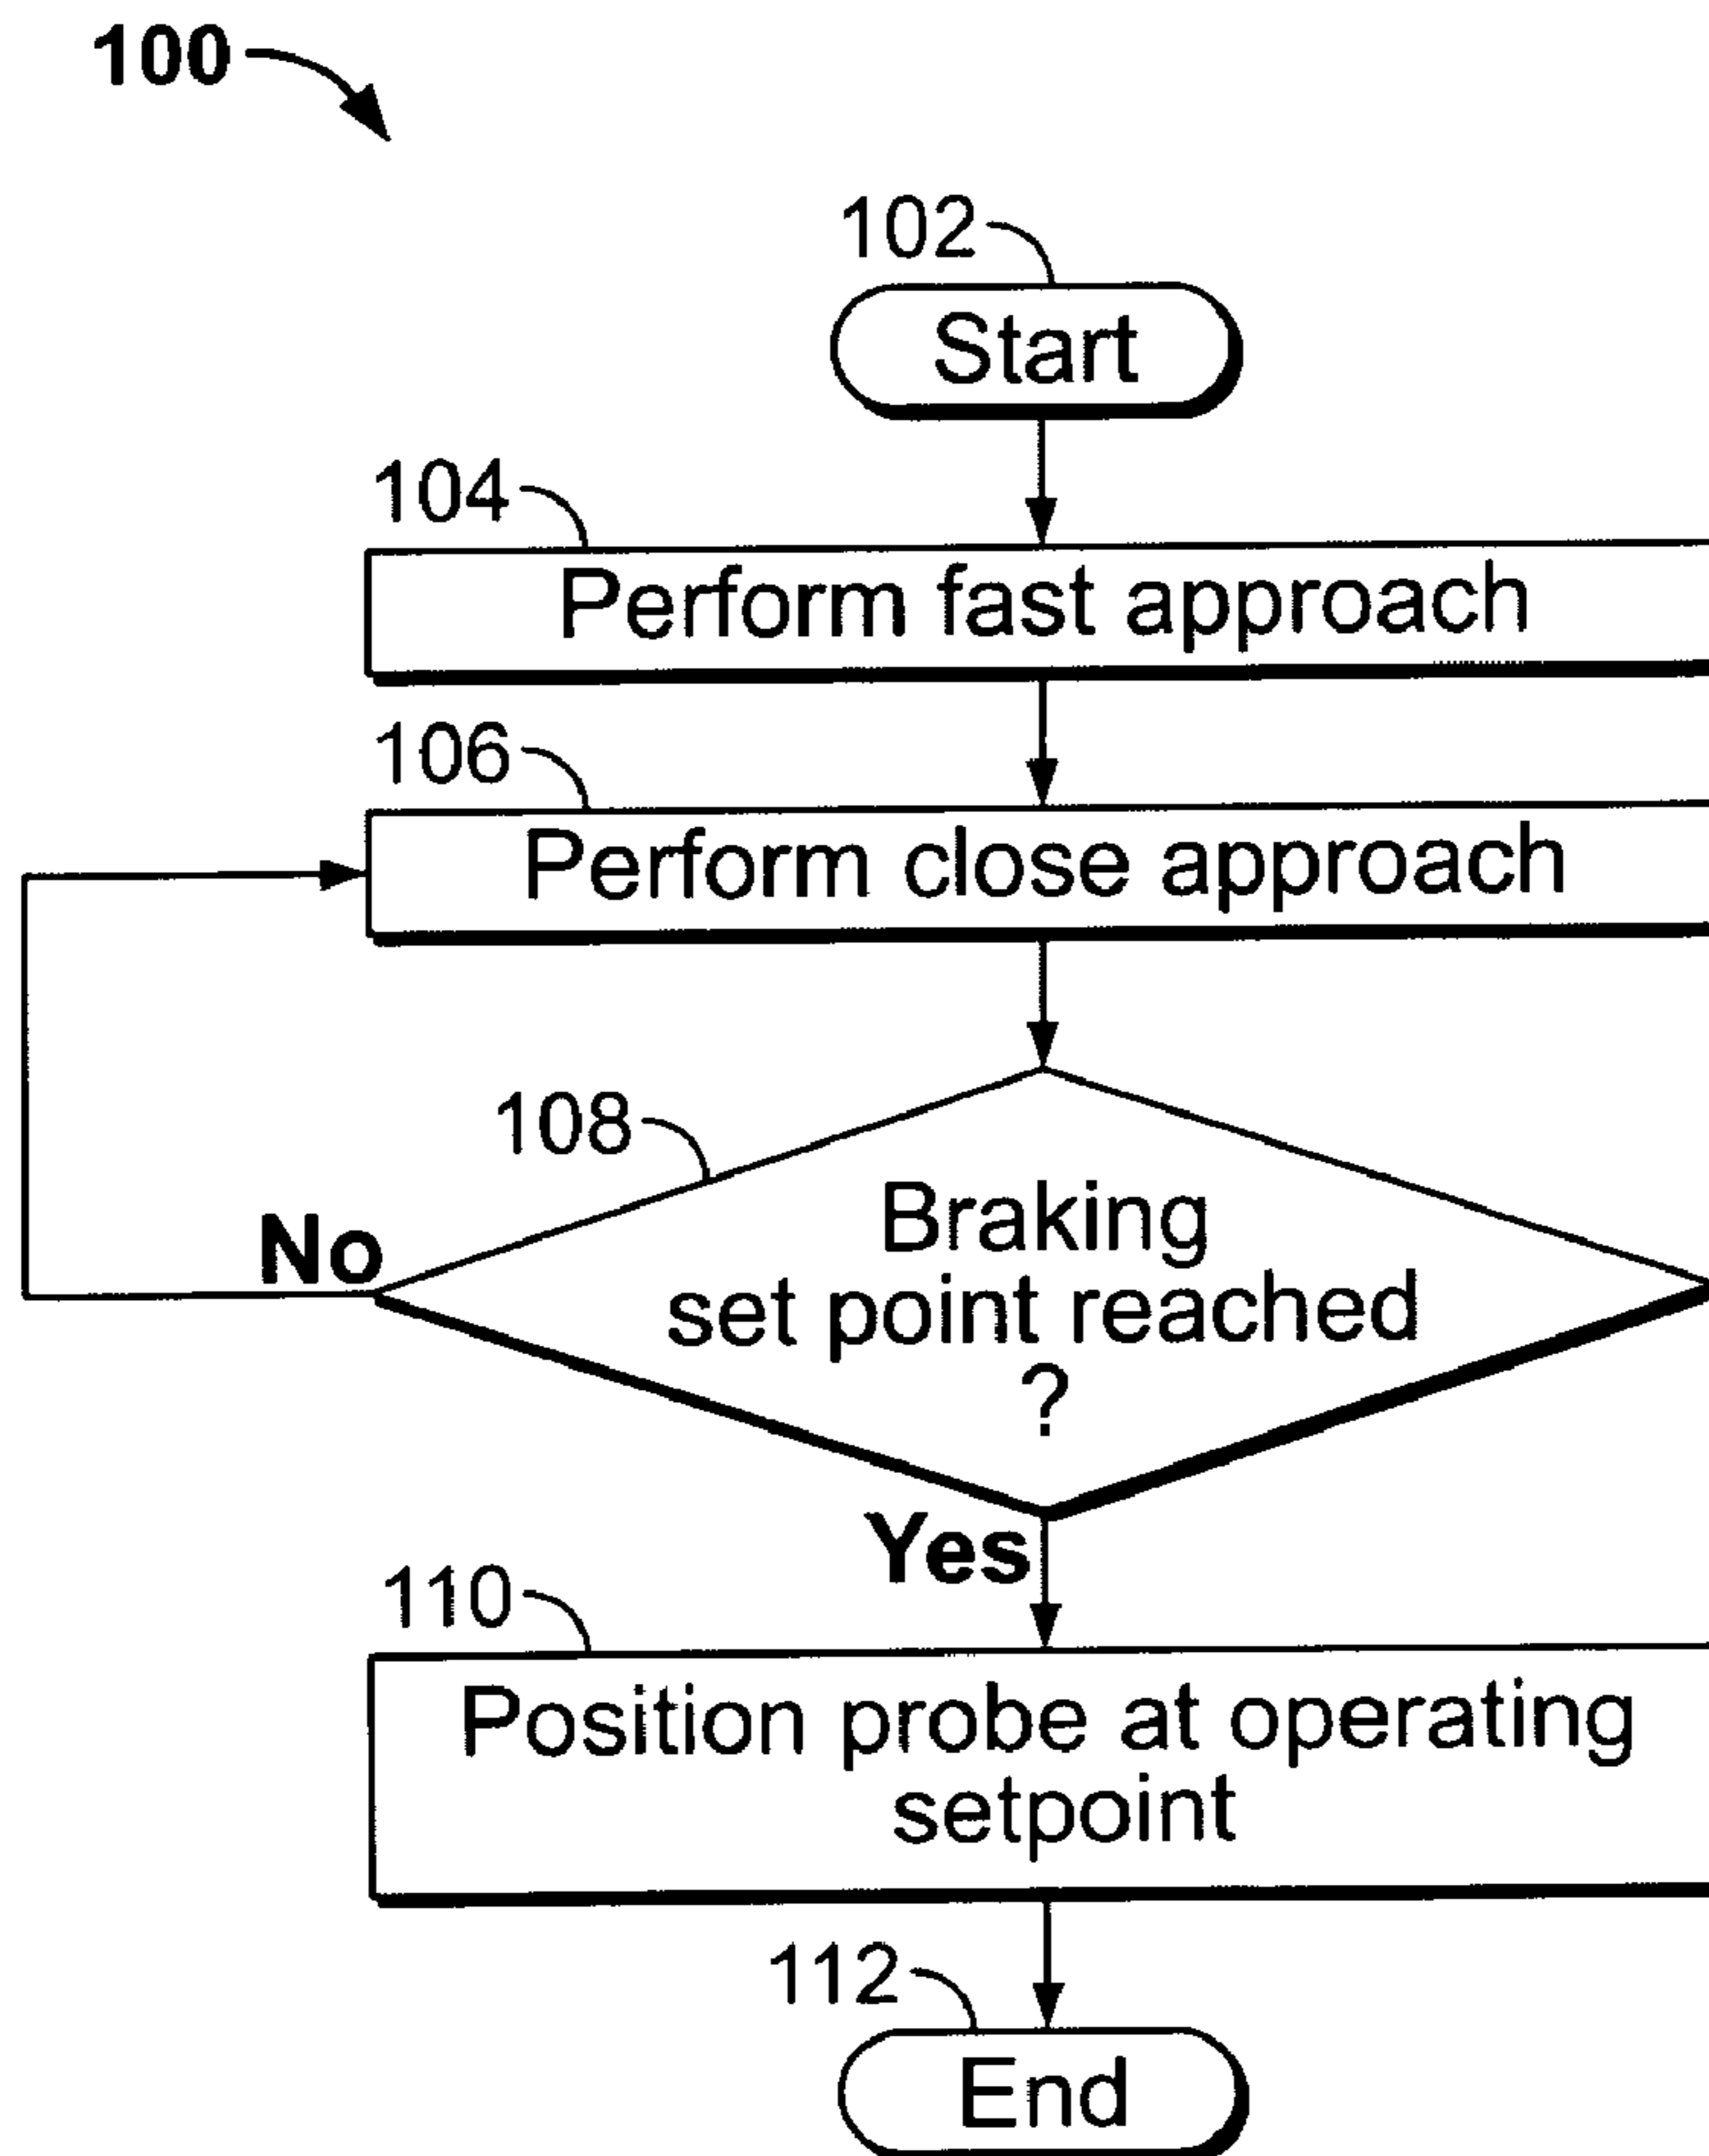 100
102
Start
104
Perform fast approach
106
Perform close approach
108
Braking
set point reached
?
No
Yes
110
Position probe at operating
setpoint
112
End